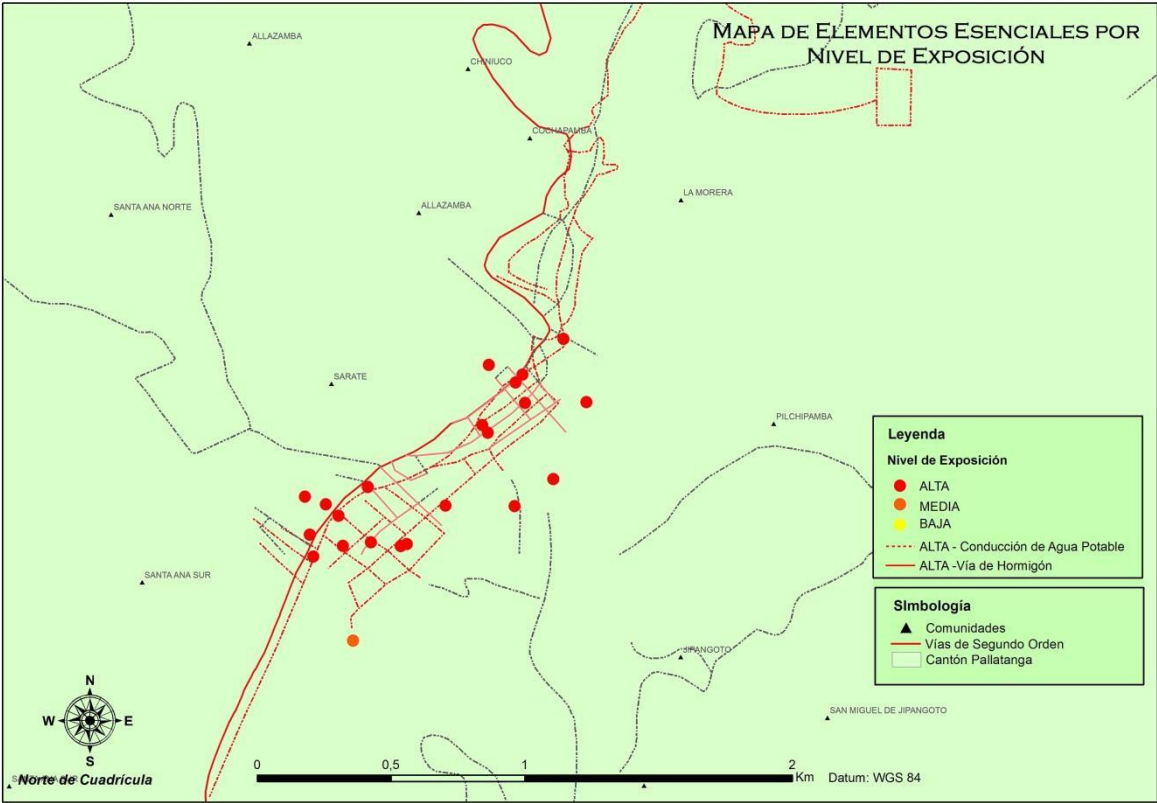 MAPA DE ELEMENTOS ESENCIALES POR
NIVEL DE EXPOSICIÓN
ALLAZAMBA
CHINIUCO
COCHAPAMBA
LA MORERA
SANTA ANA NORTE
ALLAZAMBA
SARATE
PILCHIPAMBA
Leyenda
Nivel de Exposición
ALTA
MEDIA
BAJA
ALTA - Conducción de Agua Potable
ALTA -Vía de Hormigón
SANTA ANA SUR
SImbología
Comunidades
Vías de Segundo Orden
Cantón Pallatanga
JIPANGOTO
SAN MIGUEL DE JIPANGOTO
N
W E
S
Norte de Cuadrícula
0 0,5 1 2
Km Datum: WGS 84